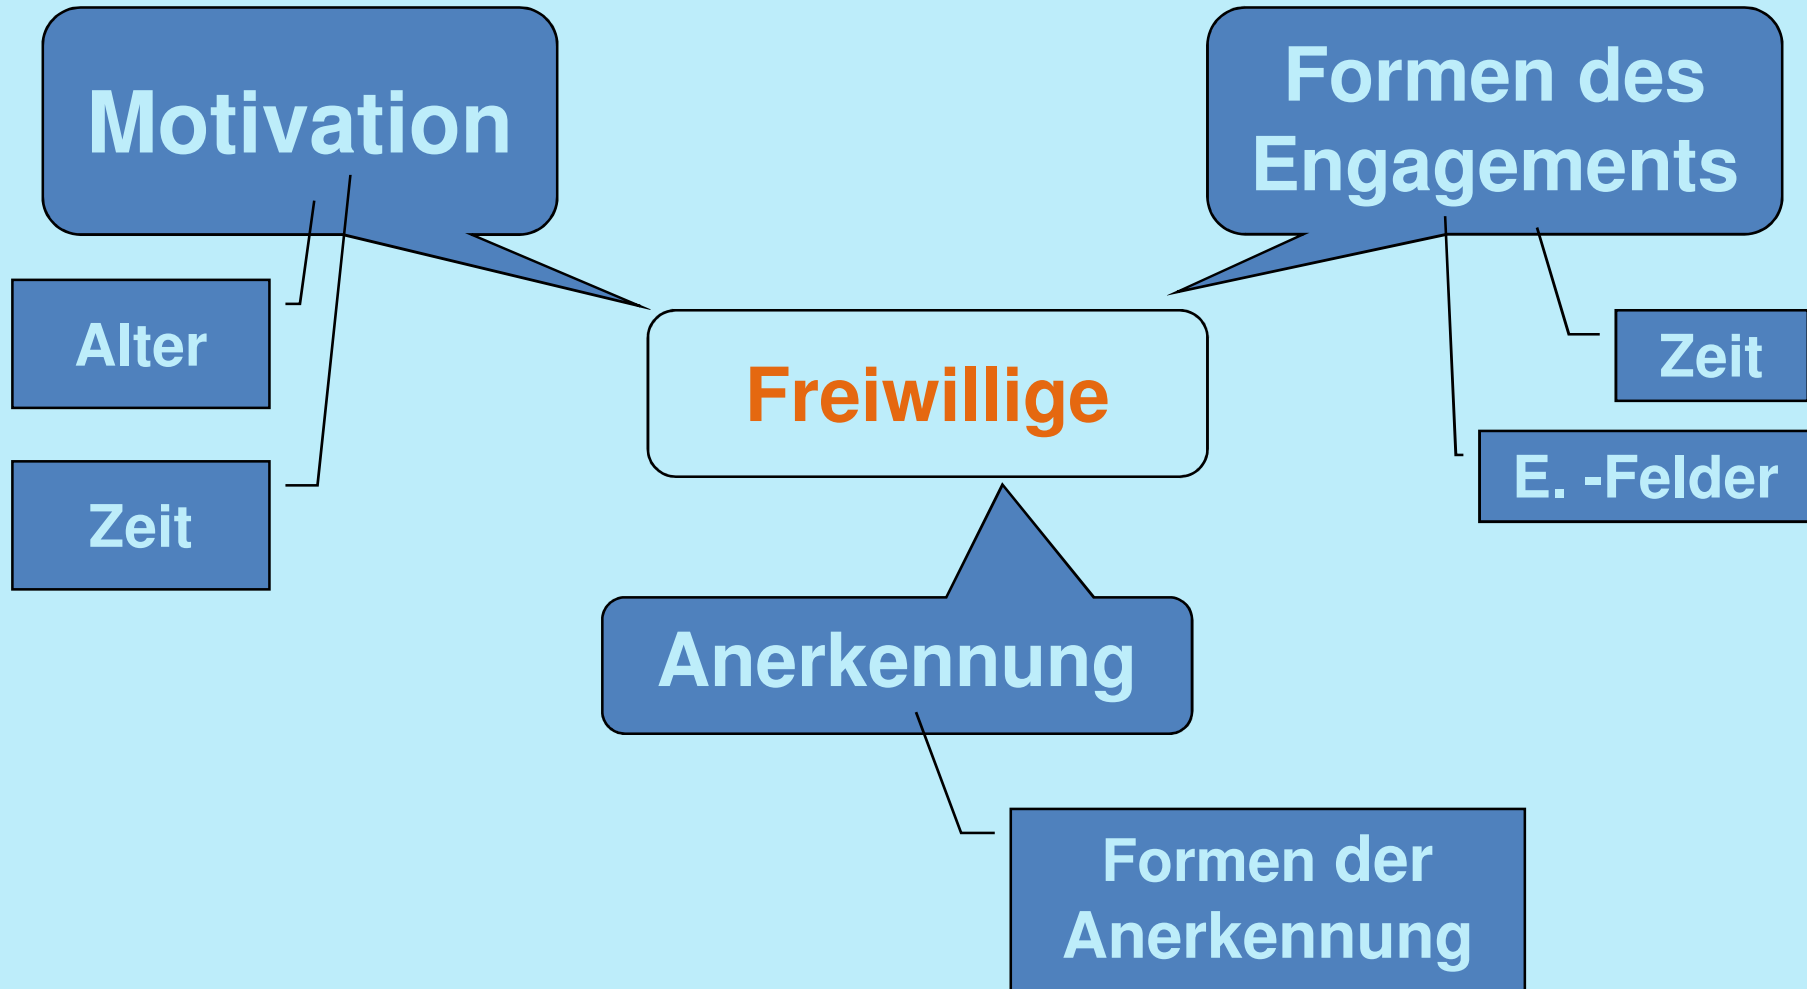 Motivation
Formen des
Engagements
Alter
Zeit
Freiwillige
Zeit
E. -Felder
Anerkennung
Formen der
Anerkennung